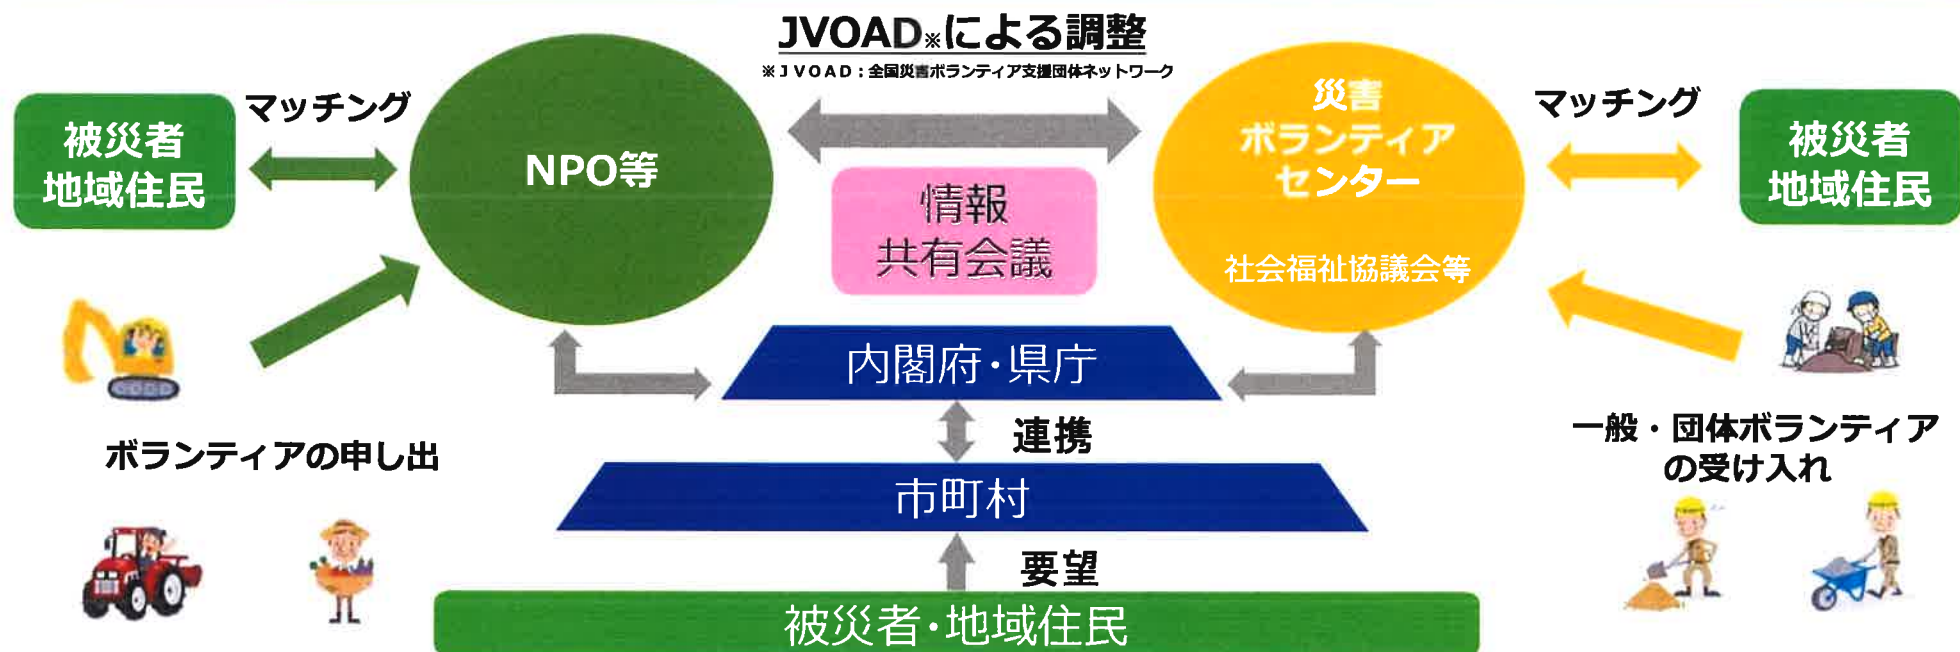 JVOAD※による調整
※JVOAD：全国災害ボランティア支援団体ネットワーク
被災者
地域住民
マッチング
NPO等
情報
共有会議
災害
ボランティア
センター
社会福祉協議会等
マッチング
被災者
地域住民
内閣府・県庁
連携
ボランティアの申し出
一般・団体ボランティア
の受け入れ
市町村
要望
被災者・地域住民